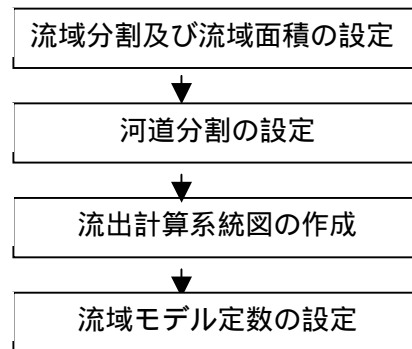 流域分割及び流域面積の設定
河道分割の設定
流出計算系統図の作成
流域モデル定数の設定